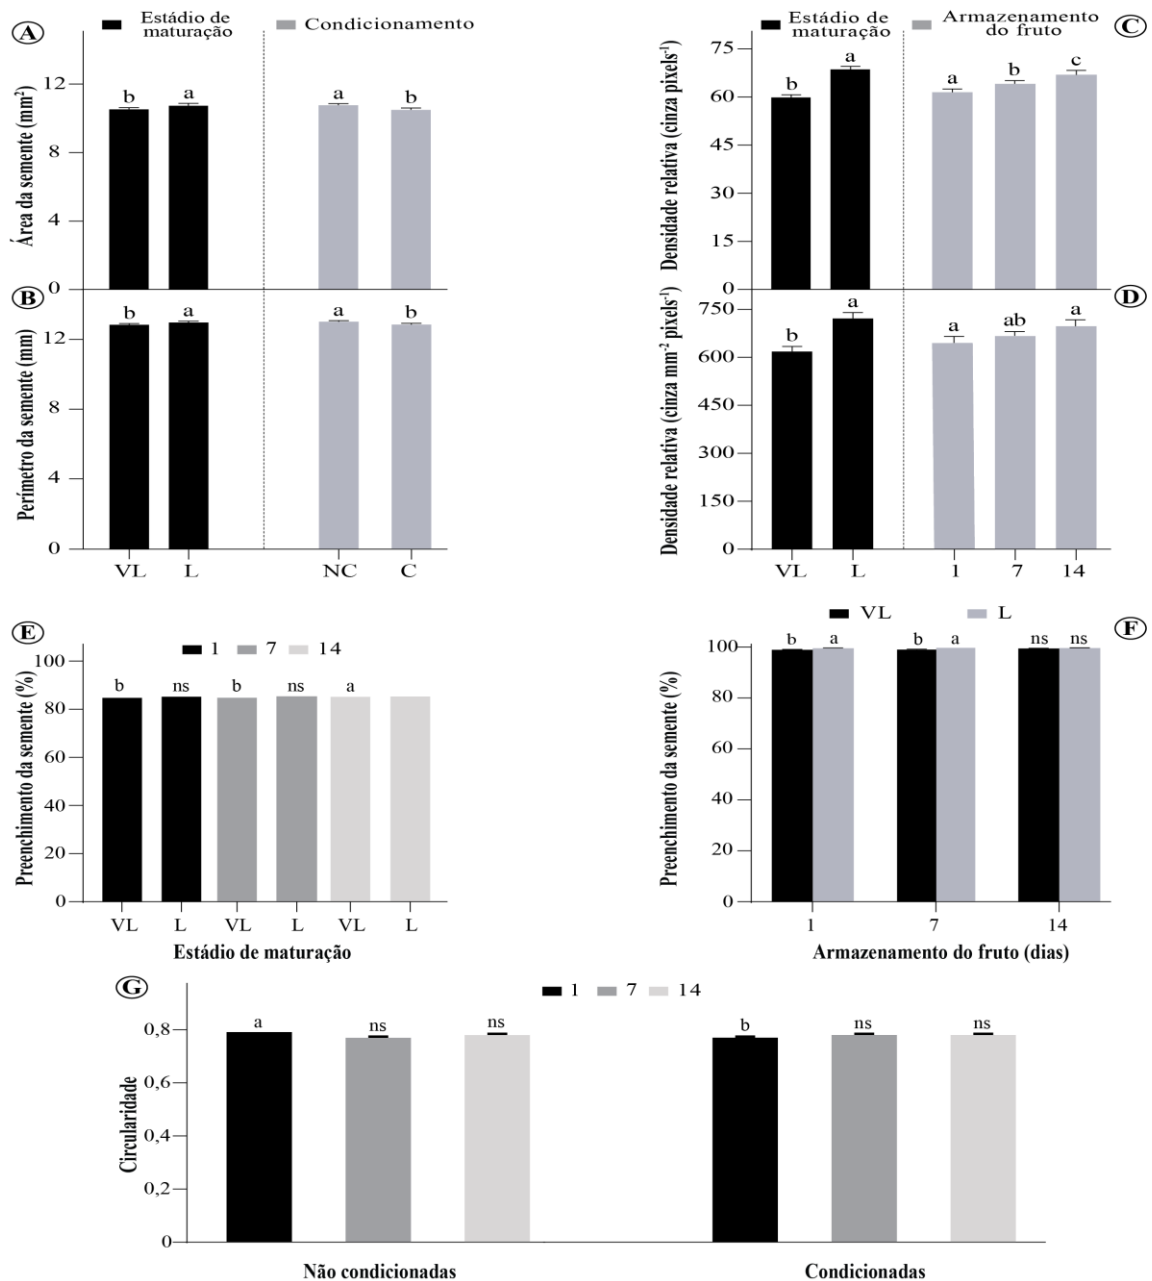 A
Estádio de
maturação
Condicionamento
Área da semente (mm²)
12
8
4
0
b
a
a
b
B
Perímetro da semente (mm)
12
8
4
0
b
a
a
b
VL
L
NC
C
Estádio de
maturação
Armazenamento
do fruto
C
Densidade relativa (cinza pixels⁻¹)
75
60
45
30
15
0
b
a
a
b
c
D
Densidade relativa (cinza mm⁻² pixels⁻¹)
750
600
450
300
150
0
b
a
a
ab
a
VL
L
1
7
14
E
1
7
14
Preenchimento da semente (%)
100
80
60
40
20
0
b
ns
b
ns
a
VL
L
VL
L
VL
L
Estádio de maturação
VL
L
F
Preenchimento da semente (%)
100
80
60
40
20
0
b
a
b
a
ns
ns
1
7
14
Armazenamento do fruto (dias)
G
1
7
14
Circularidade
0,8
0,6
0,4
0,2
0
a
ns
ns
b
ns
ns
Não condicionadas
Condicionadas